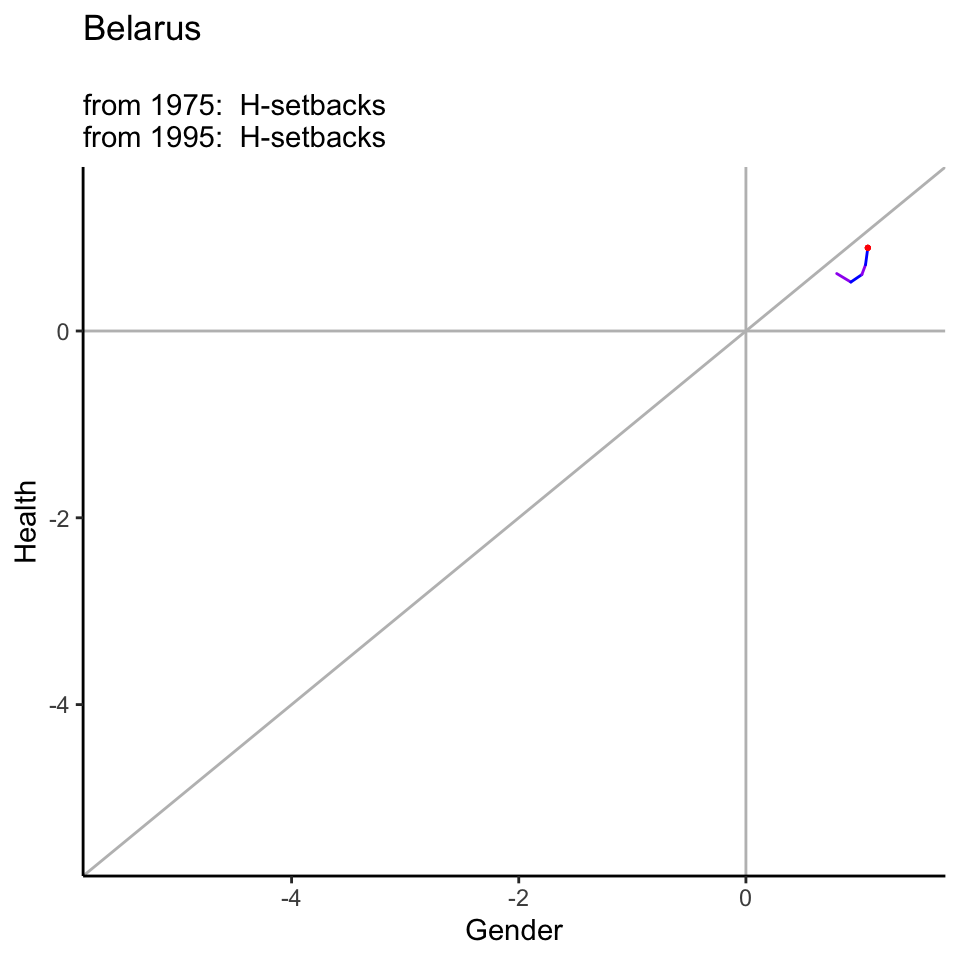 Belarus
from 1975:  H-setbacks
from 1995:  H-setbacks
0
-2
-4
Health
-4
-2
0
Gender